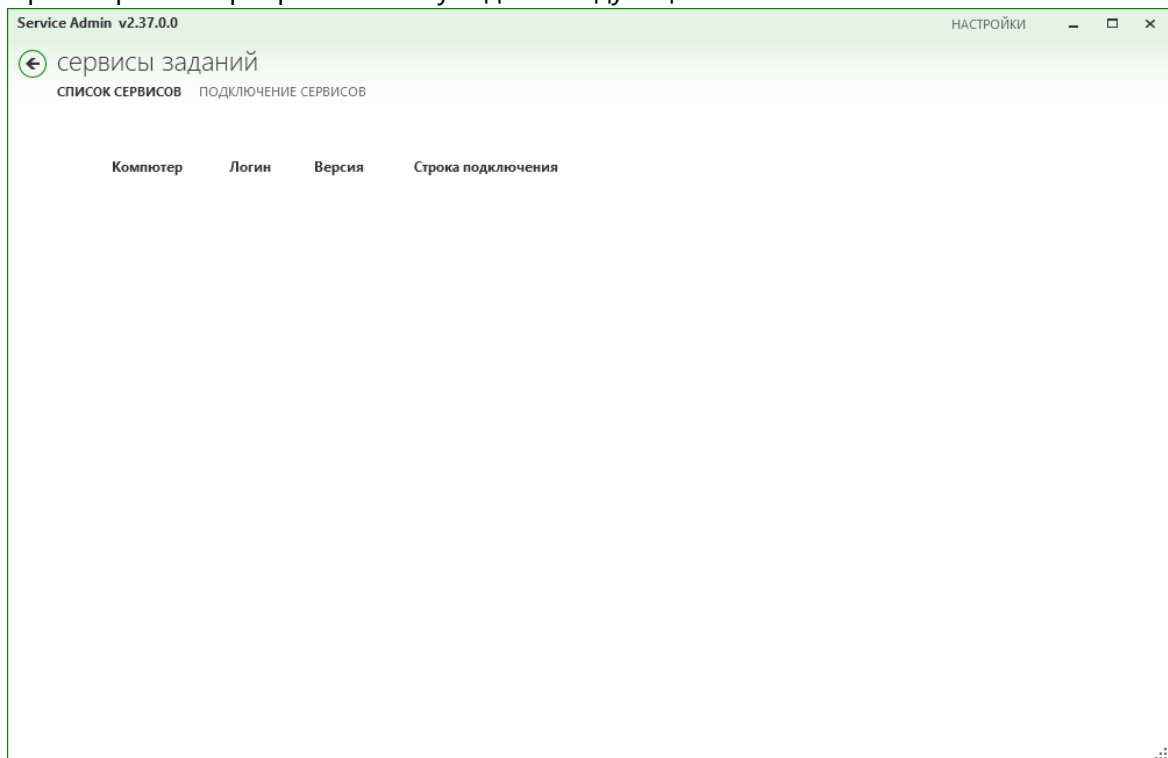 Service Admin v2.37.0.0 НАСТРОЙКИ
сервисы заданий
СПИСОК СЕРВИСОВ ПОДКЛЮЧЕНИЕ СЕРВИСОВ
Компютер Логин Версия Строка подключения